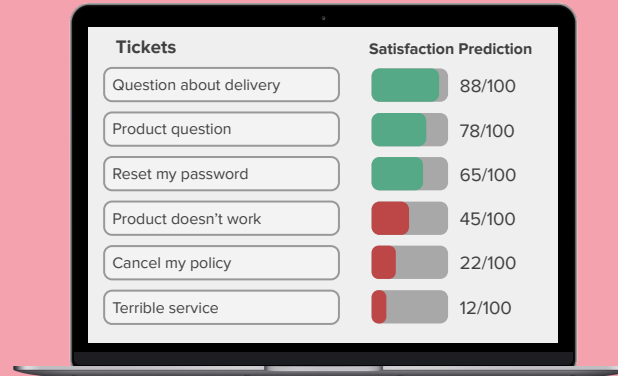 Tickets Satisfaction Prediction
Question about delivery 88/100
Product question 78/100
Reset my password 65/100
Product doesn’t work 45/100
Cancel my policy 22/100
Terrible service 12/100